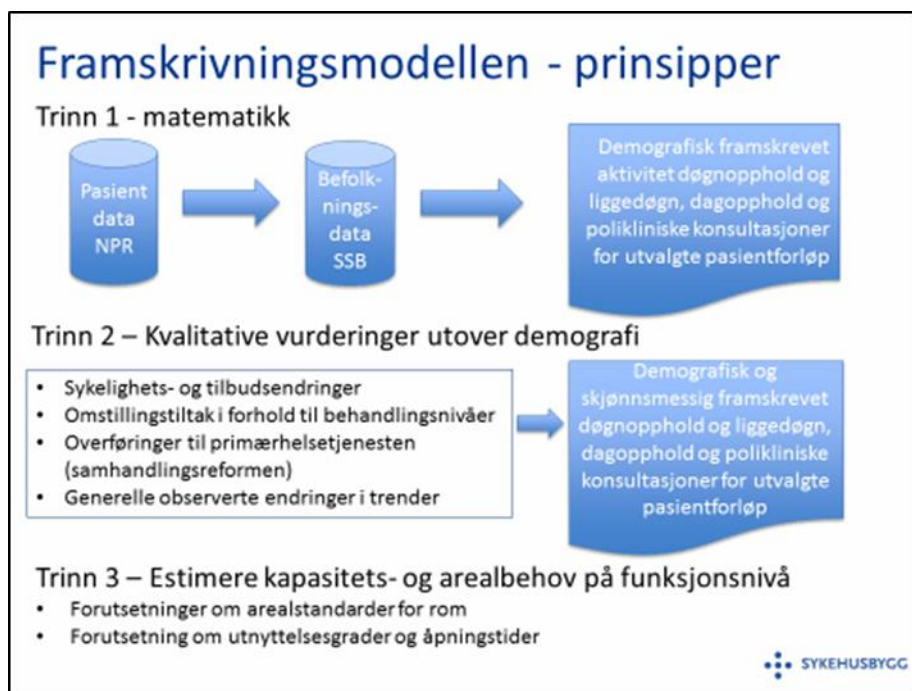 Framskrivningsmodellen - prinsipper
Trinn 1 - matematikk
Pasient
data
NPR
Befolk-
nings-
data
SSB
Demografisk framskrevet
aktivitet døgnopphold og
liggedøgn, dagopphold og
polikliniske konsultasjoner
for utvalgte pasientforløp
Trinn 2 – Kvalitative vurderinger utover demografi
• Sykelighets- og tilbudsendringer
• Omstillingstiltak i forhold til behandlingsnivåer
• Overføringer til primærhelsetjenesten
(samhandlingsreformen)
• Generelle observerte endringer i trender
Demografisk og
skjønnsmessig framskrevet
døgnopphold og liggedøgn,
dagopphold og polikliniske
konsultasjoner for utvalgte
pasientforløp
Trinn 3 – Estimere kapasitets- og arealbehov på funksjonsnivå
• Forutsetninger om arealstandarder for rom
• Forutsetning om utnyttelsesgrader og åpningstider
SYKEHUSBYGG